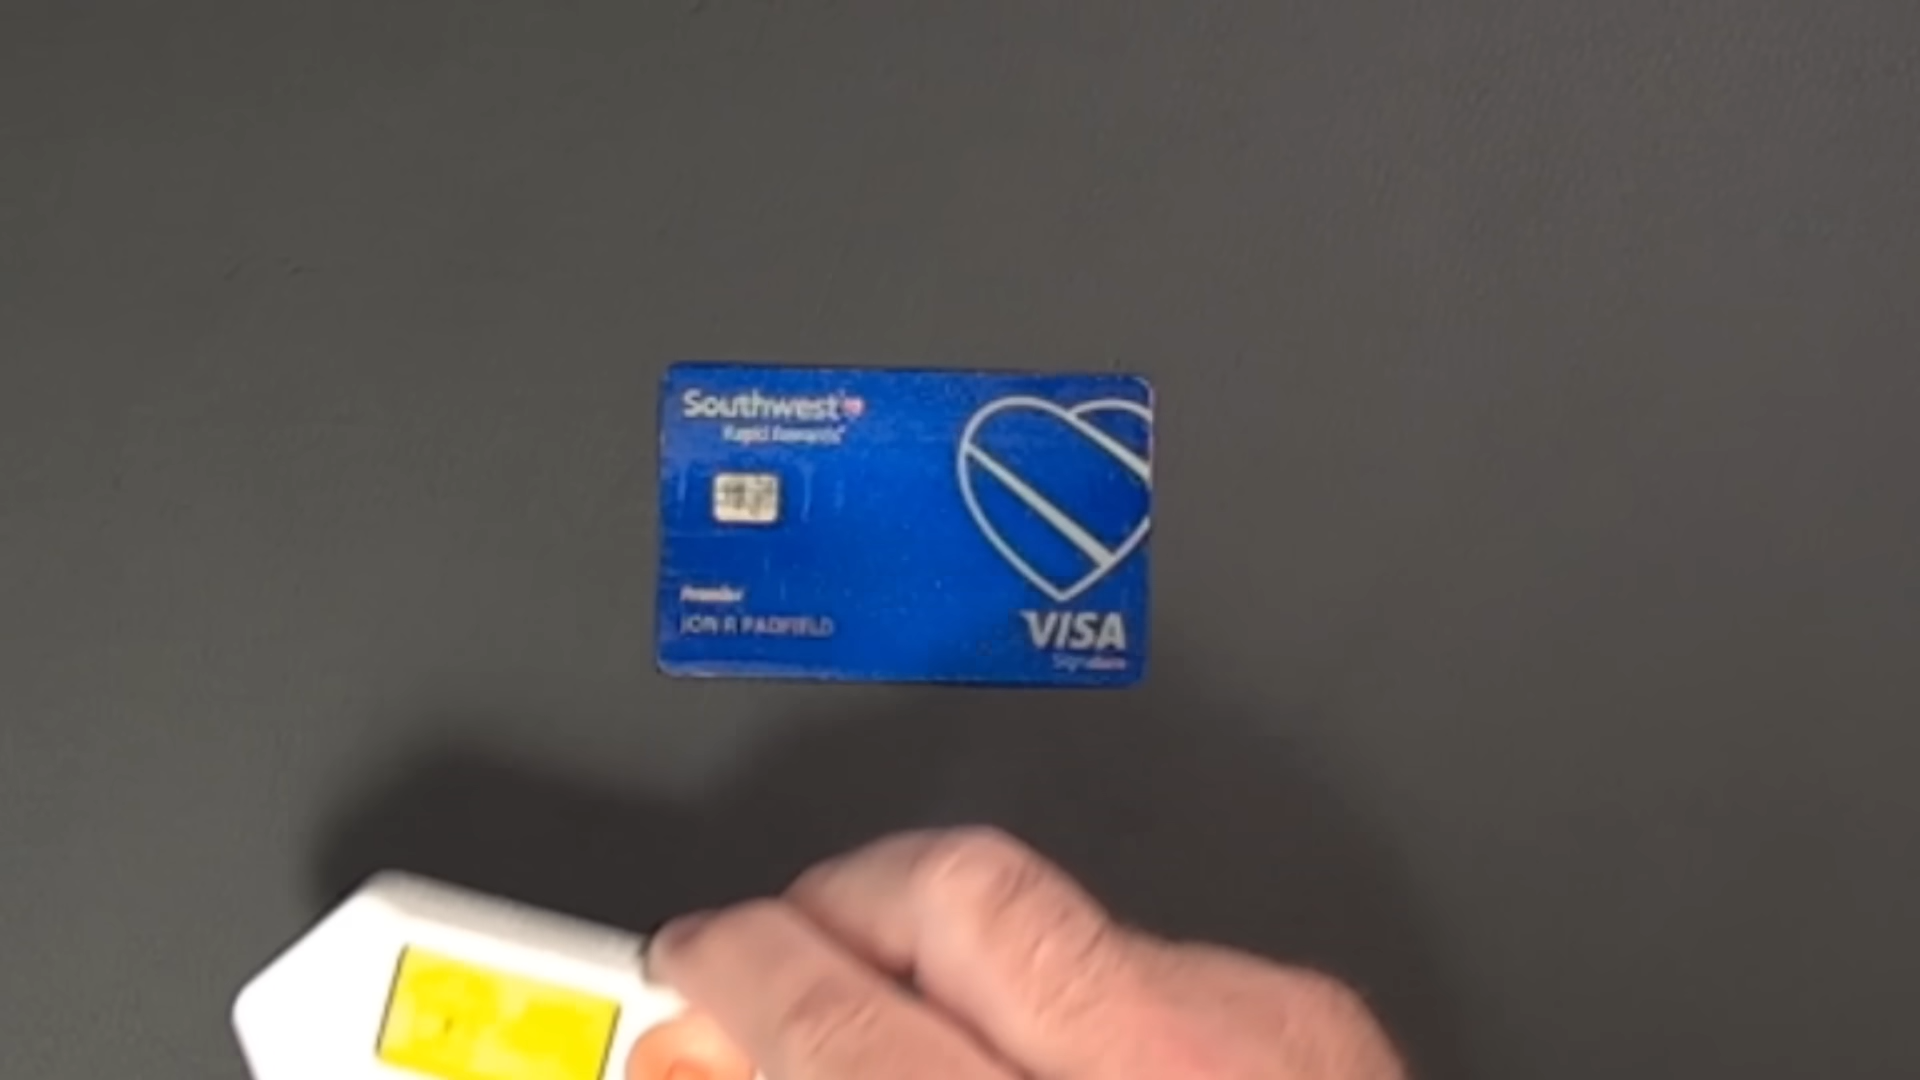 Southwest
Rapid Rewards®
Premier
JON R PADFIELD
VISA
Signature